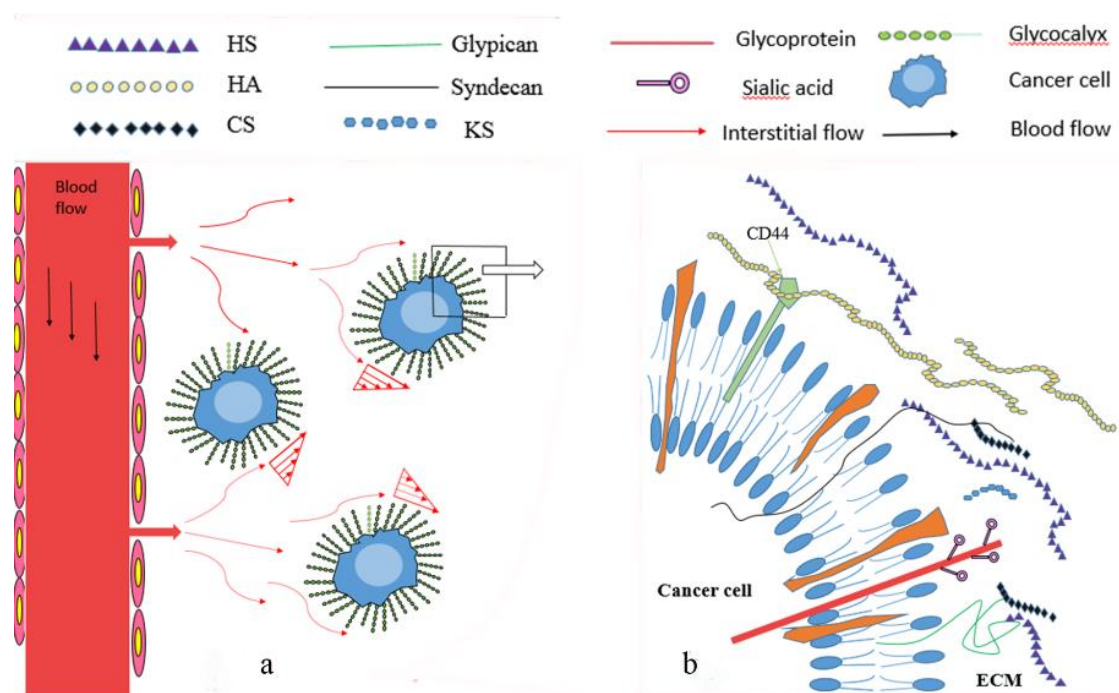 HS
Glypican
Glycoprotein
Glycocalyx
HA
Syndecan
Sialic acid
Cancer cell
CS
KS
Interstitial flow
Blood flow
Blood
flow
CD44
Cancer cell
a
b
ECM